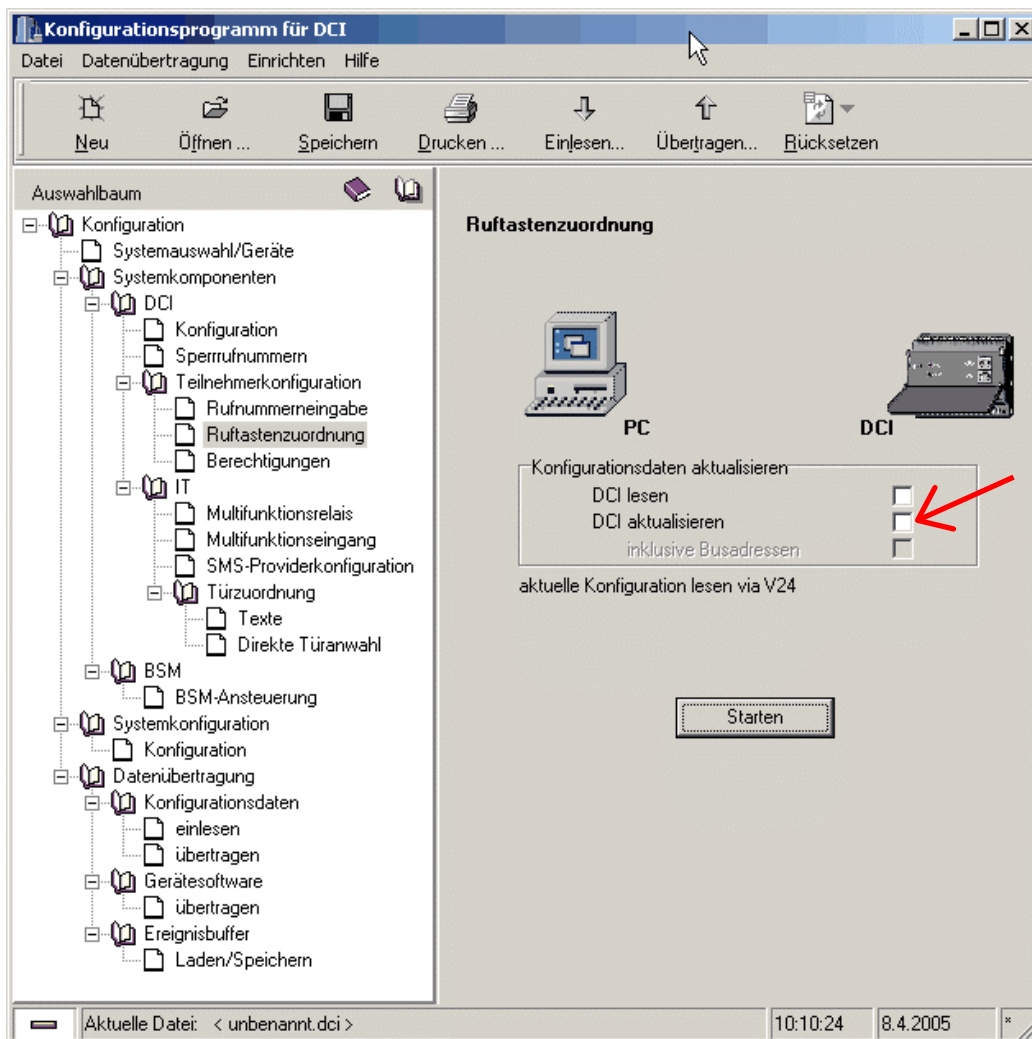 Konfigurationsprogramm für DCI
Datei Datenübertragung Einrichten Hilfe
Neu Öffnen ... Speichern Drucken ... Einlesen... Übertragen... Rücksetzen
Auswahlbaum
Konfiguration
Systemauswahl/Geräte
Systemkomponenten
DCI
Konfiguration
Sperrrufnummern
Teilnehmerkonfiguration
Rufnummerneingabe
Ruftastenzuordnung
Berechtigungen
IT
Multifunktionsrelais
Multifunktionseingang
SMS-Providerkonfiguration
Türzuordnung
Texte
Direkte Türanwahl
BSM
BSM-Ansteuerung
Systemkonfiguration
Konfiguration
Datenübertragung
Konfigurationsdaten
einlesen
übertragen
Gerätesoftware
übertragen
Ereignisbuffer
Laden/Speichern
Ruftastenzuordnung
PC
DCI
Konfigurationsdaten aktualisieren
DCI lesen
DCI aktualisieren
inklusive Busadressen
aktuelle Konfiguration lesen via V24
Starten
Aktuelle Datei: < unbenannt.dci > 10:10:24 8.4.2005 *